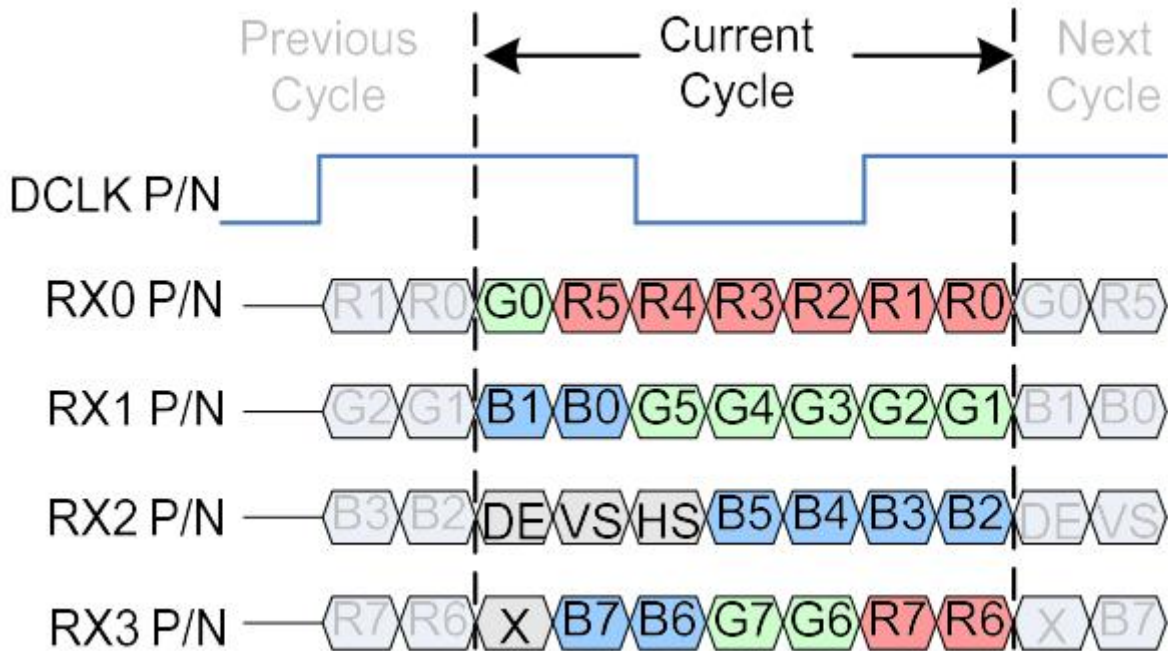 Previous Current Next
Cycle Cycle Cycle
DCLK P/N
RX0 P/N R1 R0 G0 R5 R4 R3 R2 R1 R0 G0 R5
RX1 P/N G2 G1 B1 B0 G5 G4 G3 G2 G1 B1 B0
RX2 P/N B3 B2 DE VS HS B5 B4 B3 B2 DE VS
RX3 P/N R7 R6 X B7 B6 G7 G6 R7 R6 X B7